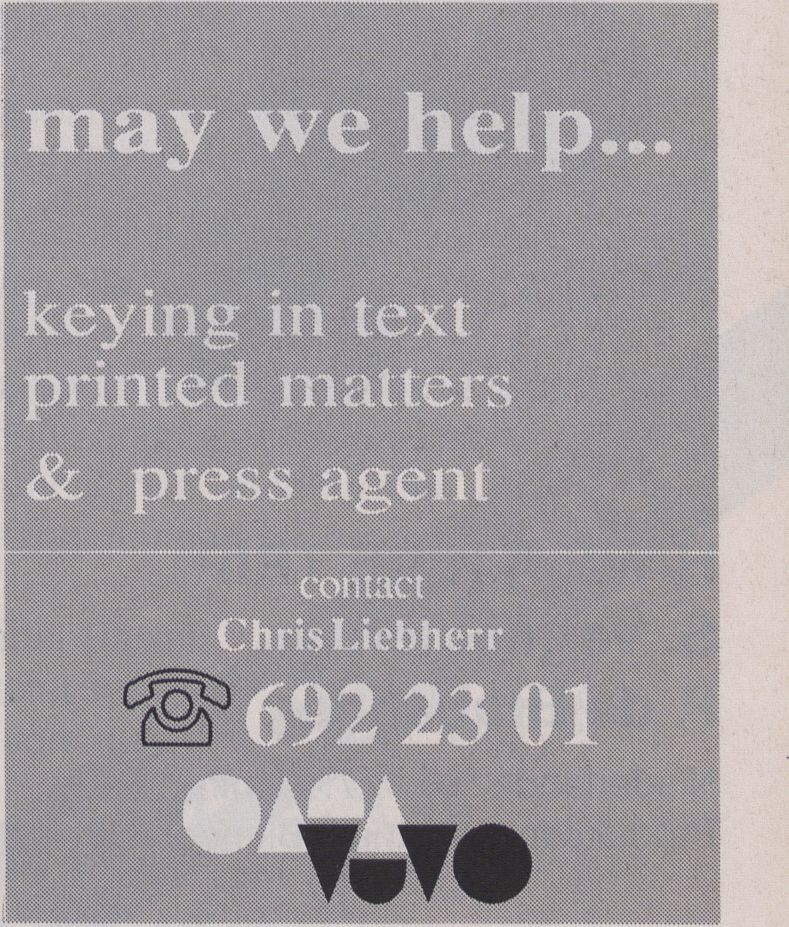 may we help...
keying in text
printed matters
& press agent
contact
Chris Liebherr
692 23 01